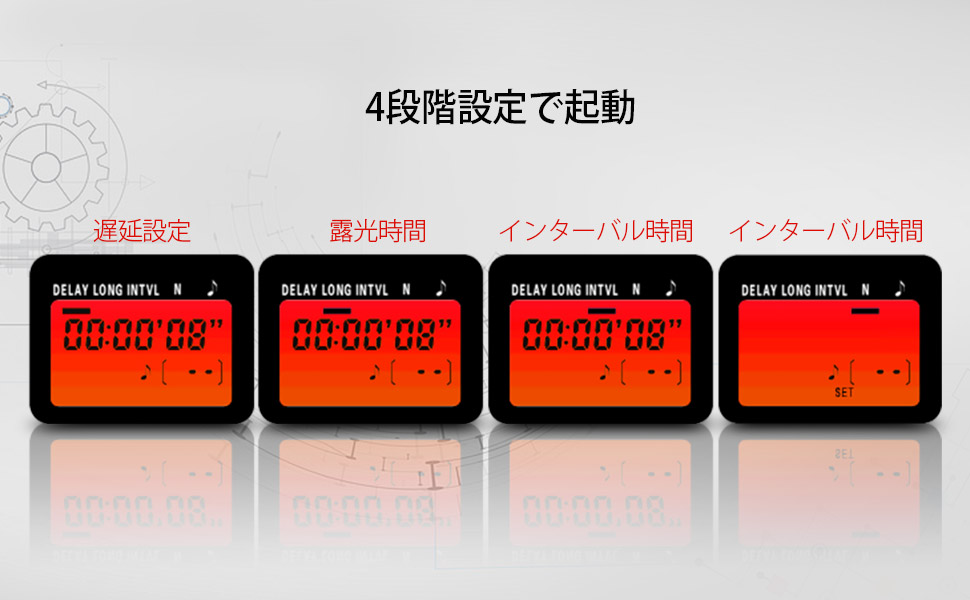 4段階設定で起動
遅延設定
露光時間
インターバル時間
インターバル時間
DELAY LONG INTVL N ♪
00:00'08”
♪ [ -- ]
DELAY LONG INTVL N ♪
00:00'08”
♪ [ -- ]
DELAY LONG INTVL N ♪
00:00'08”
♪ [ -- ]
DELAY LONG INTVL N ♪
♪ [ -- ]
SET